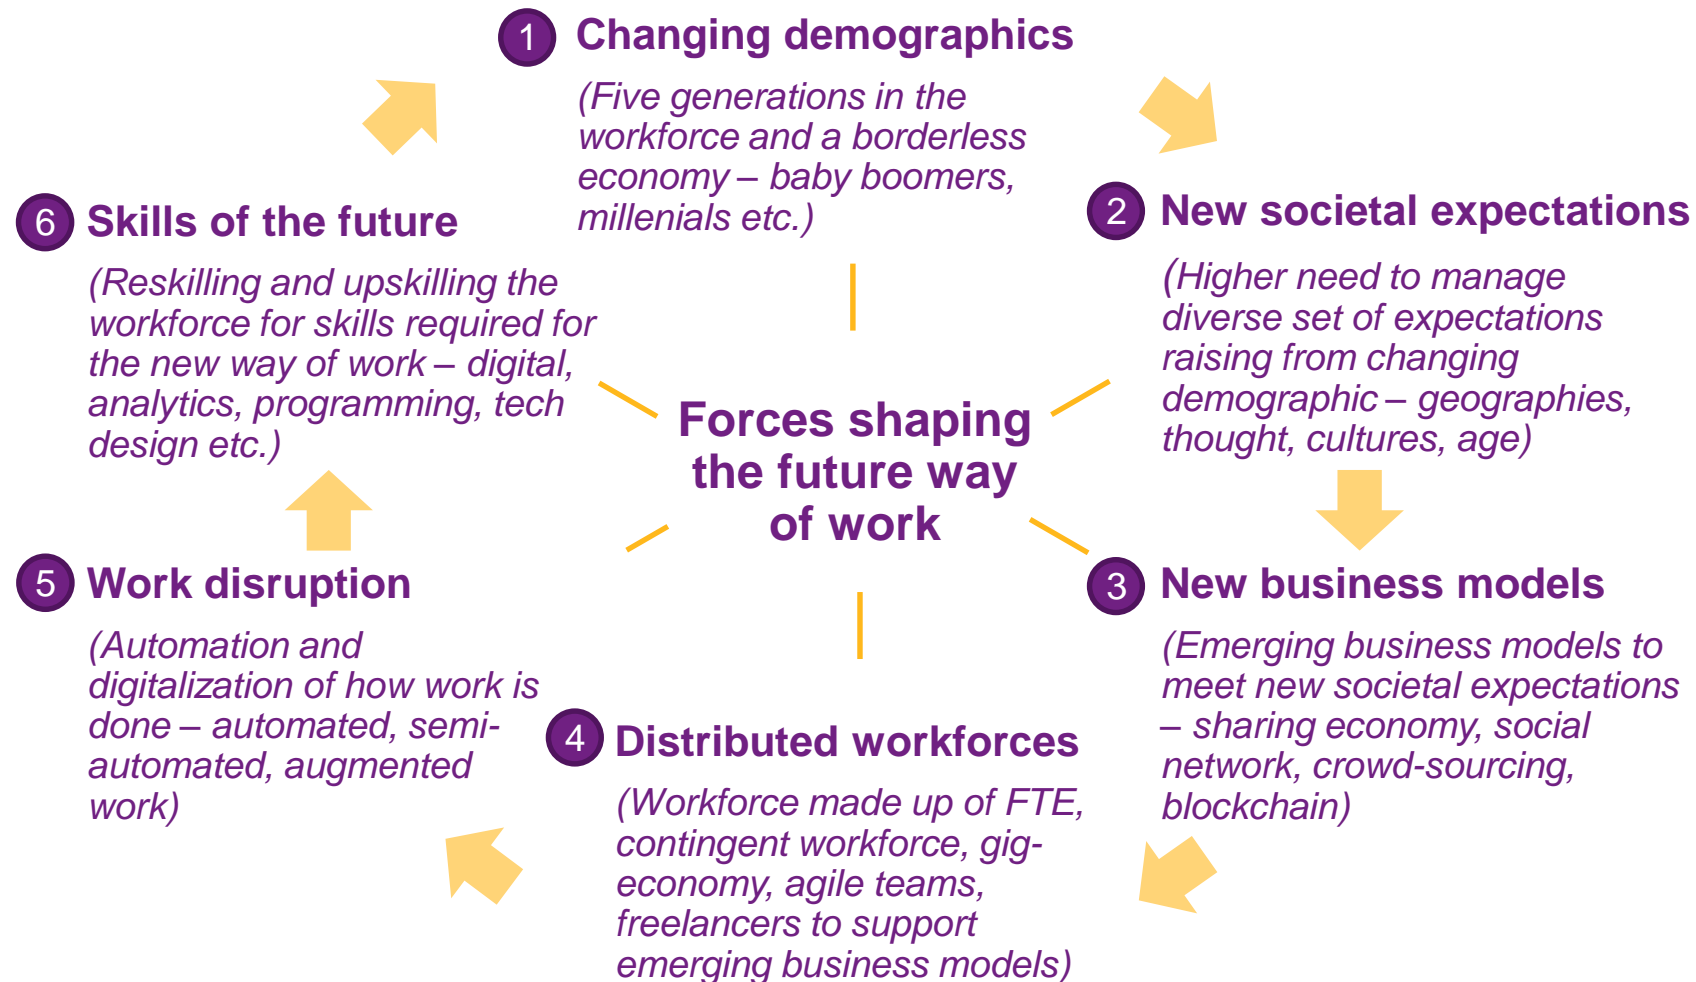 1 Changing demographics
(Five generations in the
workforce and a borderless
economy – baby boomers,
millenials etc.)
2 New societal expectations
(Higher need to manage
diverse set of expectations
raising from changing
demographic – geographies,
thought, cultures, age)
3 New business models
(Emerging business models to
meet new societal expectations
– sharing economy, social
network, crowd-sourcing,
blockchain)
4 Distributed workforces
(Workforce made up of FTE,
contingent workforce, gig-
economy, agile teams,
freelancers to support
emerging business models)
5 Work disruption
(Automation and
digitalization of how work is
done – automated, semi-
automated, augmented
work)
6 Skills of the future
(Reskilling and upskilling the
workforce for skills required for
the new way of work – digital,
analytics, programming, tech
design etc.)
Forces shaping
the future way
of work